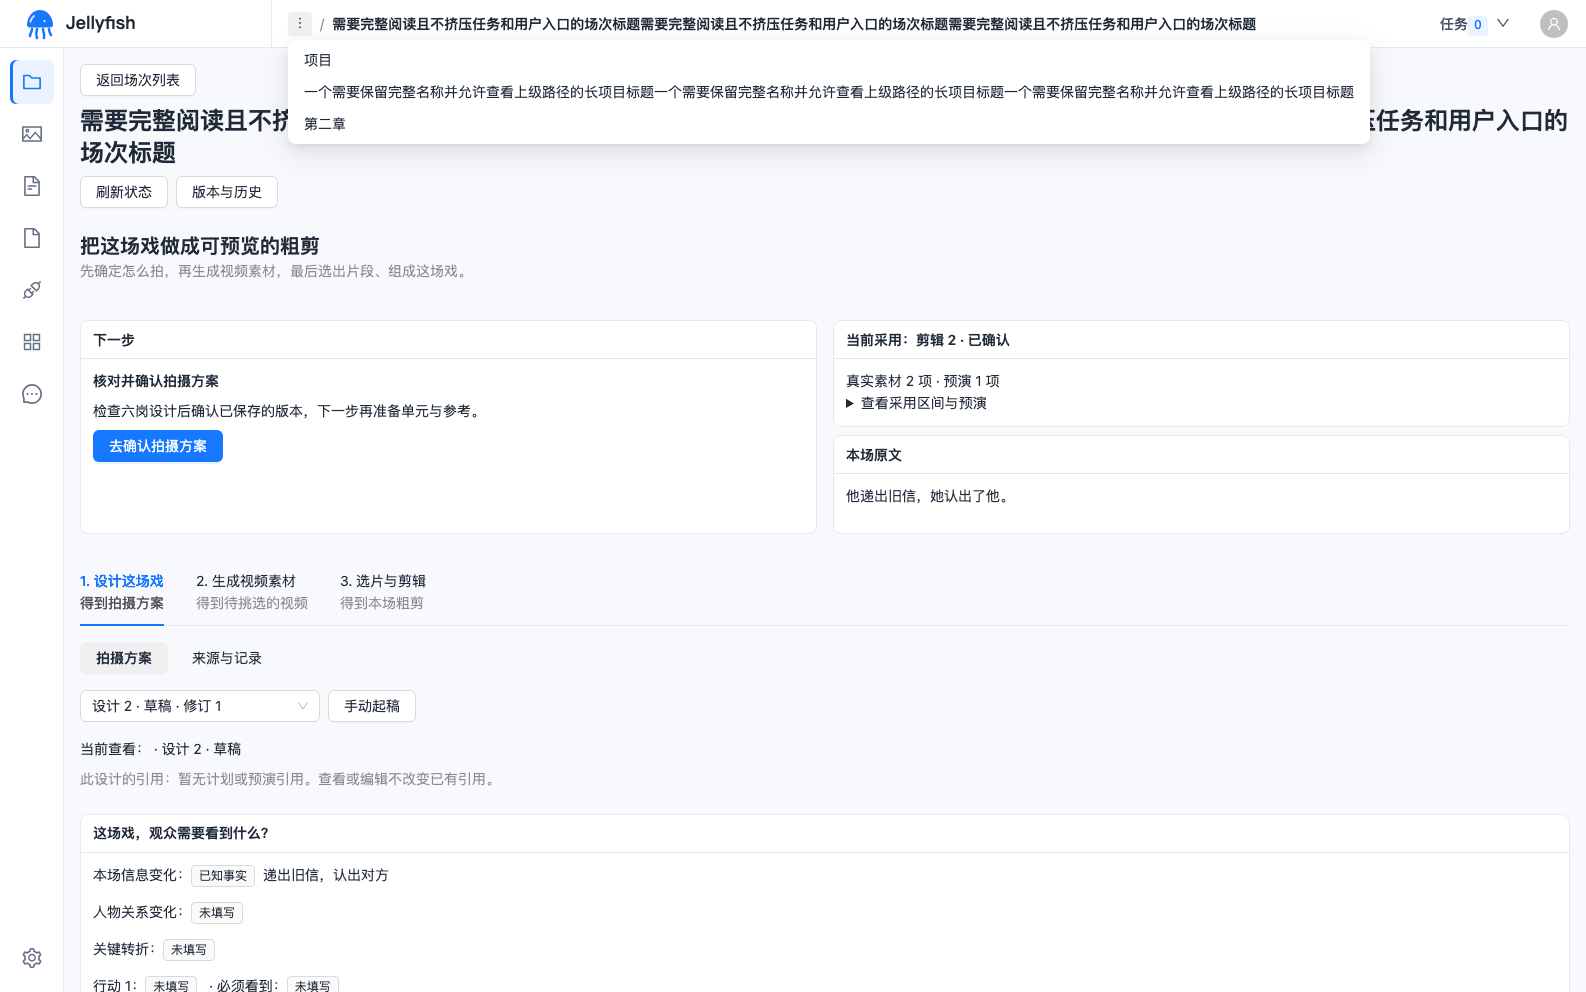 Jellyfish
/ 需要完整阅读且不挤压任务和用户入口的场次标题需要完整阅读且不挤压任务和用户入口的场次标题需要完整阅读且不挤压任务和用户入口的场次标题
任务 0
项目
一个需要保留完整名称并允许查看上级路径的长项目标题一个需要保留完整名称并允许查看上级路径的长项目标题一个需要保留完整名称并允许查看上级路径的长项目标题
第二章
返回场次列表
需要完整阅读且不挤
任务和用户入口的
场次标题
刷新状态 版本与历史
把这场戏做成可预览的粗剪
先确定怎么拍，再生成视频素材，最后选出片段、组成这场戏。
下一步
核对并确认拍摄方案
检查六岗设计后确认已保存的版本，下一步再准备单元与参考。
去确认拍摄方案
当前采用：剪辑 2 · 已确认
真实素材 2 项 · 预演 1 项
查看采用区间与预演
本场原文
他递出旧信，她认出了他。
1. 设计这场戏 2. 生成视频素材 3. 选片与剪辑
得到拍摄方案 得到待挑选的视频 得到本场粗剪
拍摄方案 来源与记录
设计 2 · 草稿 · 修订 1 手动起稿
当前查看： · 设计 2 · 草稿
此设计的引用：暂无计划或预演引用。查看或编辑不改变已有引用。
这场戏，观众需要看到什么？
本场信息变化： 已知事实 递出旧信，认出对方
人物关系变化： 未填写
关键转折： 未填写
行动 1： 未填写 · 必须看到： 未填写